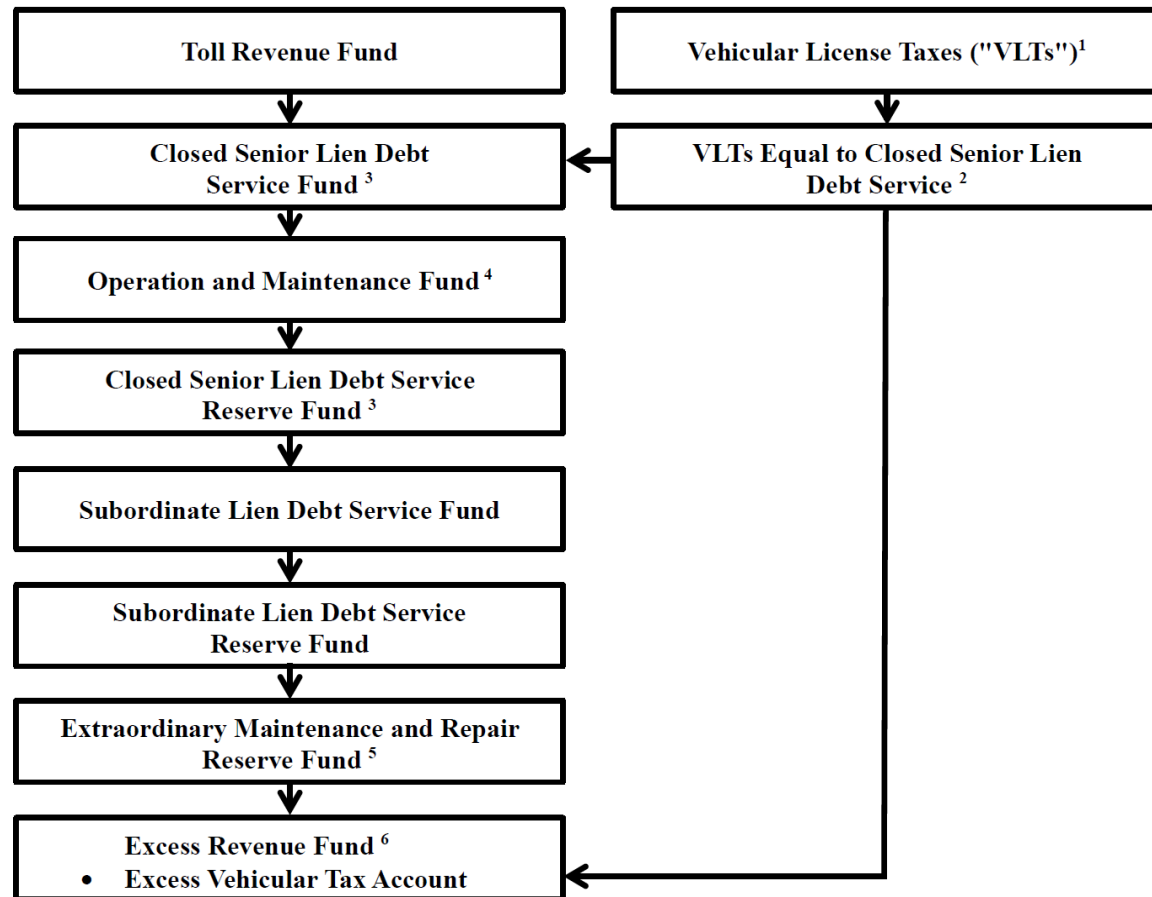 Toll Revenue Fund
Vehicular License Taxes ("VLTs")¹
Closed Senior Lien Debt
Service Fund ³
VLTs Equal to Closed Senior Lien
Debt Service ²
Operation and Maintenance Fund ⁴
Closed Senior Lien Debt Service
Reserve Fund ³
Subordinate Lien Debt Service Fund
Subordinate Lien Debt Service
Reserve Fund
Extraordinary Maintenance and Repair
Reserve Fund ⁵
Excess Revenue Fund ⁶
• Excess Vehicular Tax Account